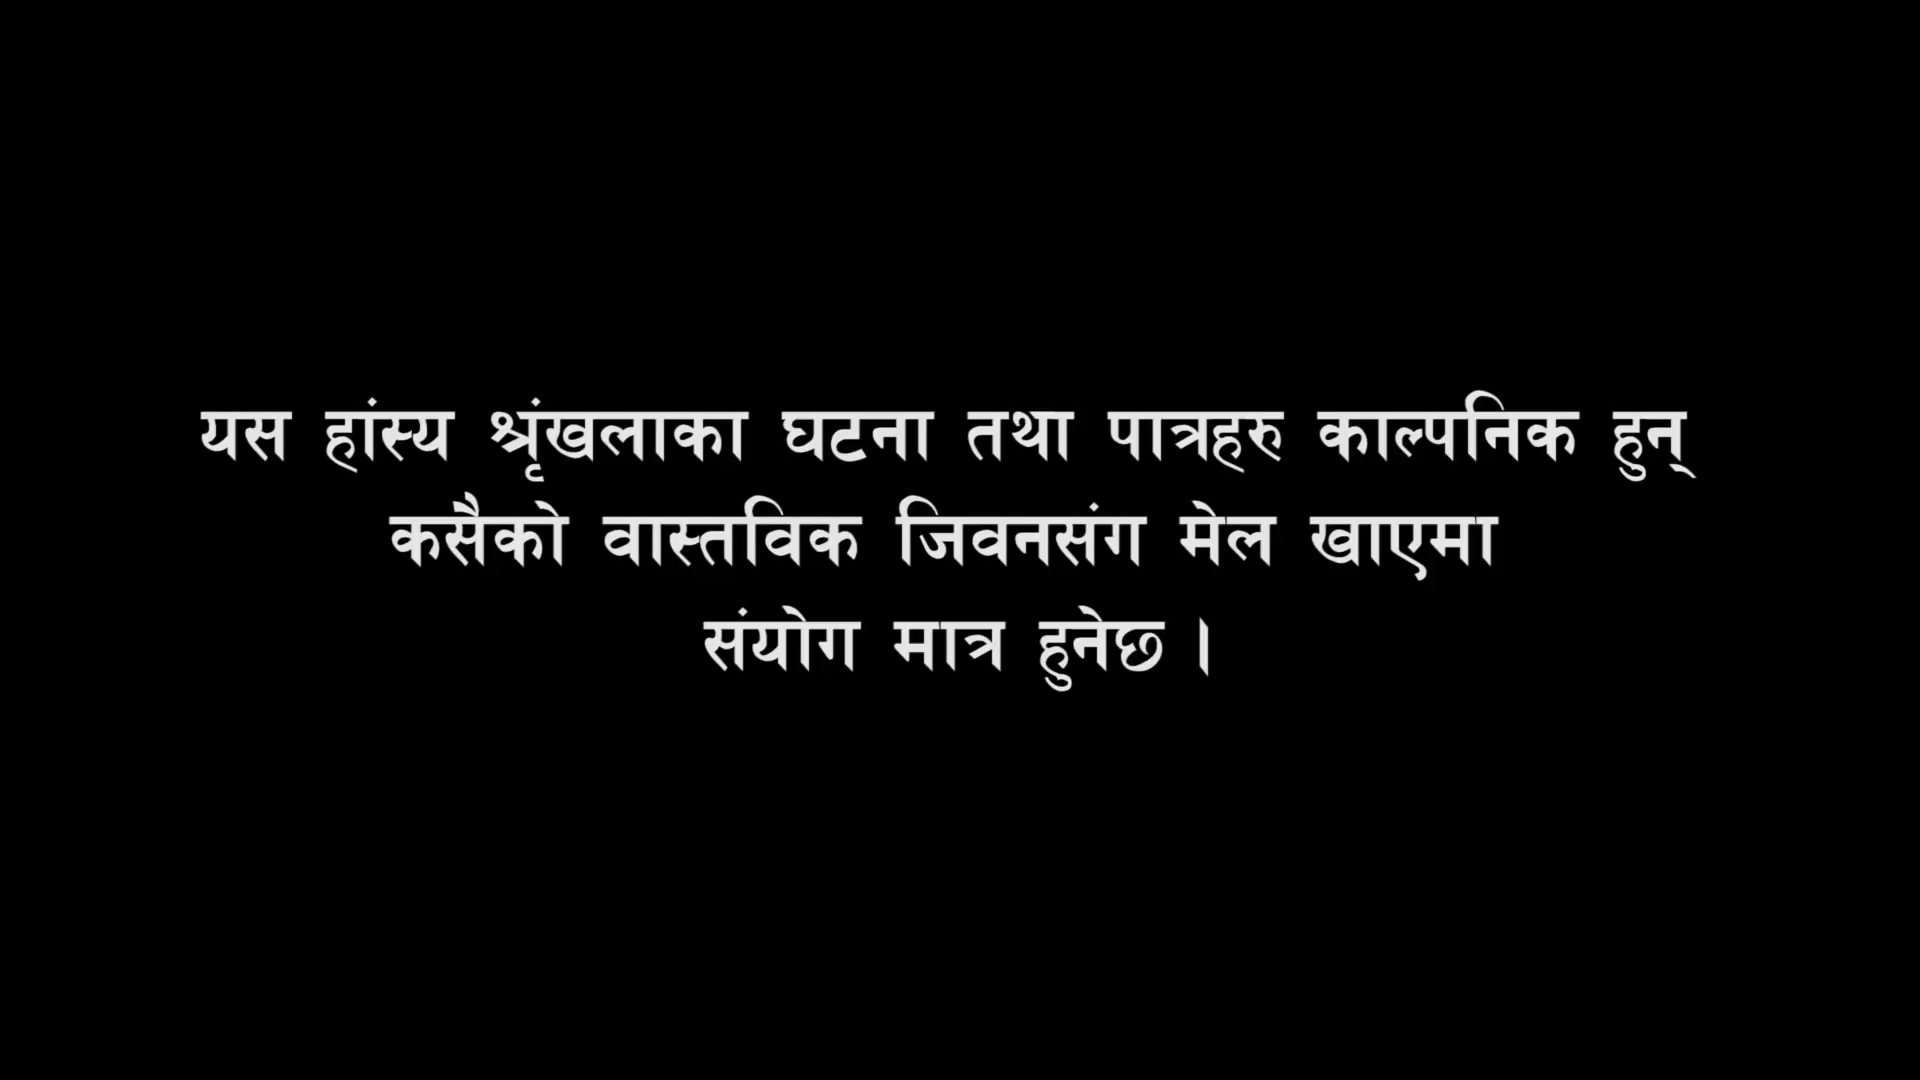 यस हांस्य श्रृंखलाका घटना तथा पात्रहरु काल्पनिक हुन्
कसैको वास्तविक जिवनसंग मेल खाएमा
संयोग मात्र हुनेछ ।